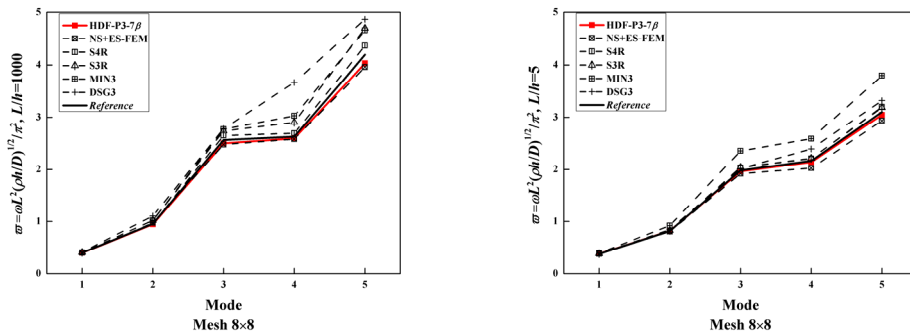 ϖ=ωL²(ρh/D)^{1/2}/π², L/h=1000
5
4
3
2
1
0
HDF-P3-7β
NS+ES-FEM
S4R
S3R
MIN3
DSG3
Reference
1 2 3 4 5
Mode
Mesh 8×8
ϖ=ωL²(ρh/D)^{1/2}/π², L/h=5
5
4
3
2
1
0
HDF-P3-7β
NS+ES-FEM
S4R
S3R
MIN3
DSG3
Reference
1 2 3 4 5
Mode
Mesh 8×8